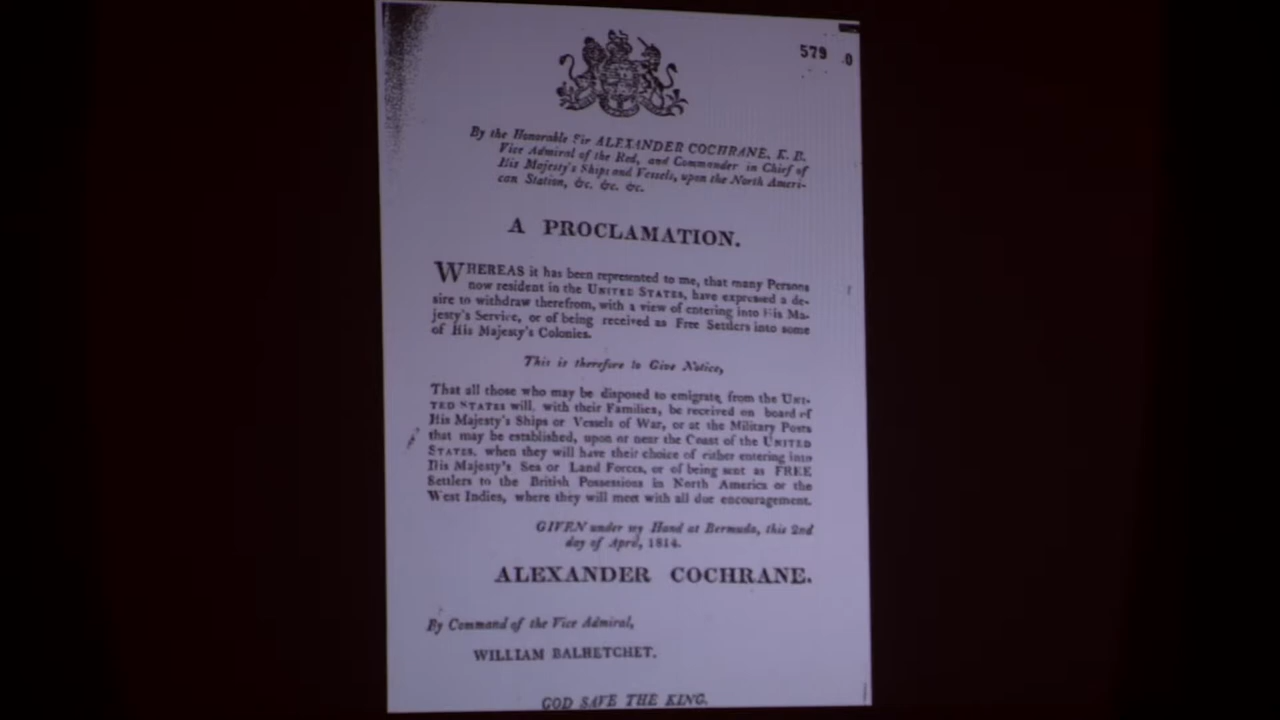 579 0
By the Honorable Sir ALEXANDER COCHRANE, K. B.
Vice Admiral of the Red, and Commander in Chief of
His Majesty's Ships and Vessels, upon the North Ameri-
can Station, &c. &c. &c.
A PROCLAMATION.
WHEREAS it has been represented to me, that many Persons
now resident in the UNITED STATES, have expressed a de-
sire to withdraw therefrom, with a view of entering into His Ma-
jesty's Service, or of being received as Free Settlers into some
of His Majesty's Colonies.
This is therefore to Give Notice,
That all those who may be disposed to emigrate from the UNI-
TED STATES will, with their Families, be received on board of
His Majesty's Ships or Vessels of War, or at the Military Posts
that may be established, upon or near the Coast of the UNITED
STATES, when they will have their choice of either entering into
His Majesty's Sea or Land Forces, or of being sent as FREE
Settlers to the British Possessions in North America or the
West Indies, where they will meet with all due encouragement.
GIVEN under my Hand at Bermuda, this 2nd
day of April, 1814.
ALEXANDER COCHRANE.
By Command of the Vice Admiral,
WILLIAM BALHETCHET.
GOD SAVE THE KING.